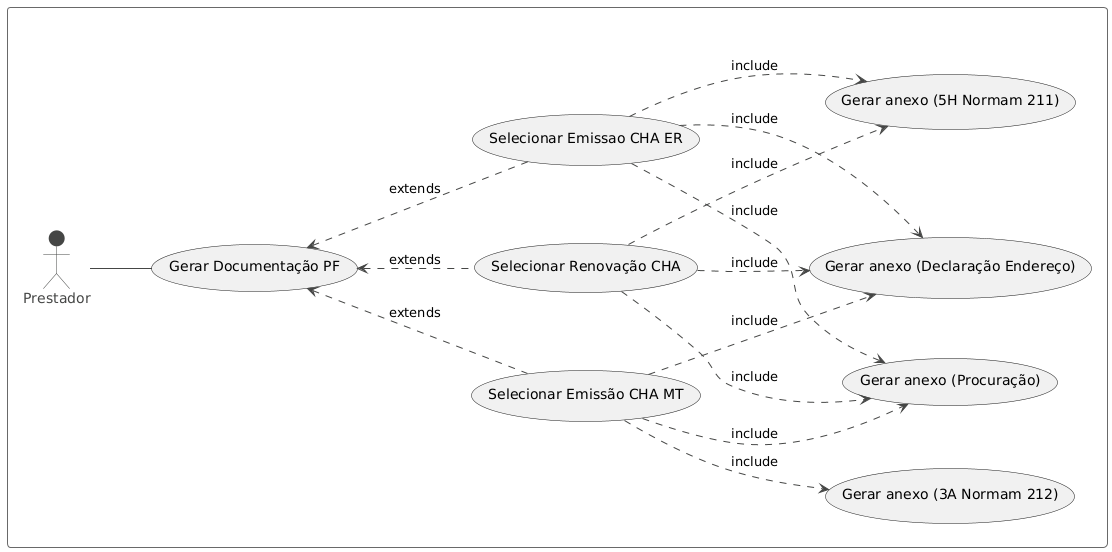 include
Gerar anexo (5H Normam 211)
include
Selecionar Emissao CHA ER
include
extends
include
Gerar Documentação PF
extends
Selecionar Renovação CHA
include
Gerar anexo (Declaração Endereço)
Prestador
extends
include
include
Gerar anexo (Procuração)
Selecionar Emissão CHA MT
include
include
Gerar anexo (3A Normam 212)